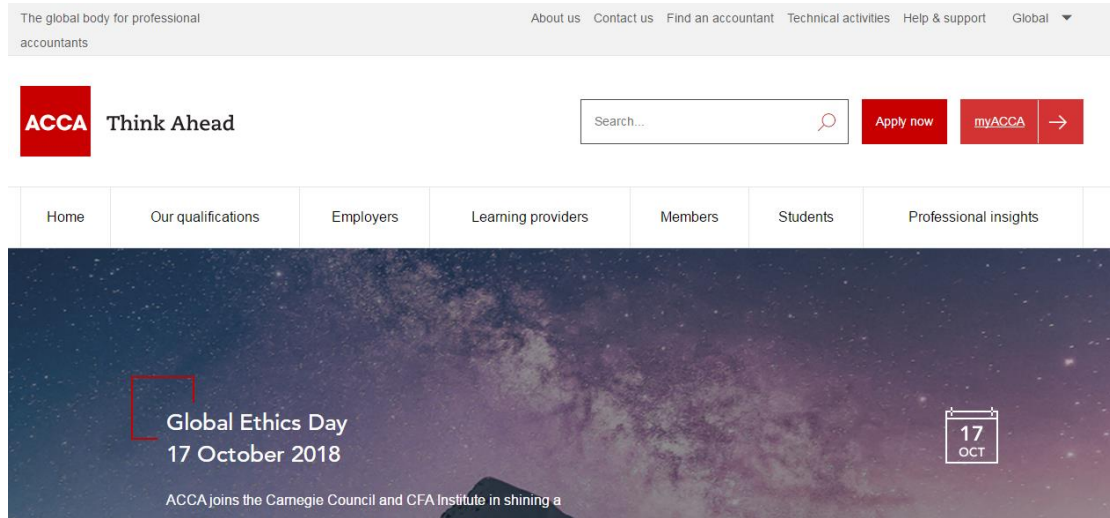 The global body for professional
accountants
About us Contact us Find an accountant Technical activities Help & support Global
ACCA Think Ahead
Search...
Apply now
myACCA
Home Our qualifications Employers Learning providers Members Students Professional insights
Global Ethics Day
17 October 2018
17
OCT
ACCA joins the Carnegie Council and CFA Institute in shining a